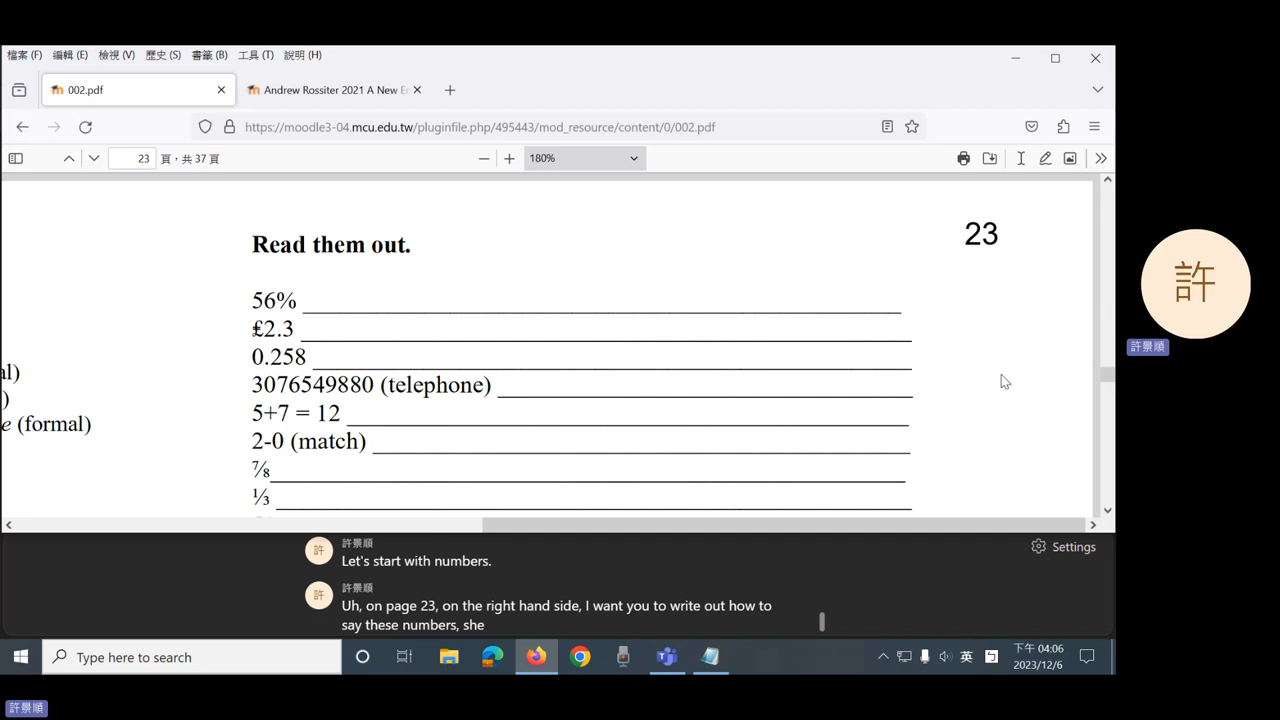 檔案 (F) 編輯 (E) 檢視 (V) 歷史 (S) 書籤 (B) 工具 (T) 說明 (H)
002.pdf
Andrew Rossiter 2021 A New E
https://moodle3-04.mcu.edu.tw/pluginfile.php/495443/mod_resource/content/0/002.pdf
23 頁,共 37 頁
180%
23
Read them out.
56%
£2.3
0.258
al)
3076549880 (telephone)
)
5+7 = 12
e (formal)
2-0 (match)
⅞
⅓
許
許景順
許景順
許
Let's start with numbers.
Settings
許景順
許
Uh, on page 23, on the right hand side, I want you to write out how to
say these numbers, she
Type here to search
英
下午 04:06
2023/12/6
許景順